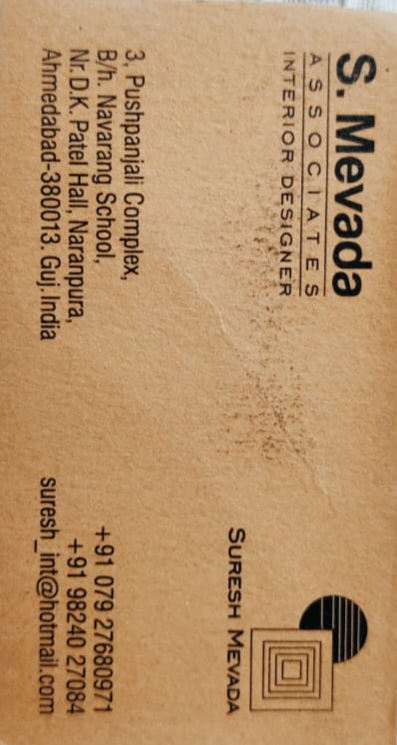 S. Mevada
ASSOCIATES
INTERIOR DESIGNER
SURESH MEVADA
3, Pushpanjali Complex,
B/h. Navarang School,
Nr.D.K. Patel Hall, Naranpura,
Ahmedabad-380013. Guj. India
+91 079 27680971
+91 98240 27084
suresh_int@hotmail.com